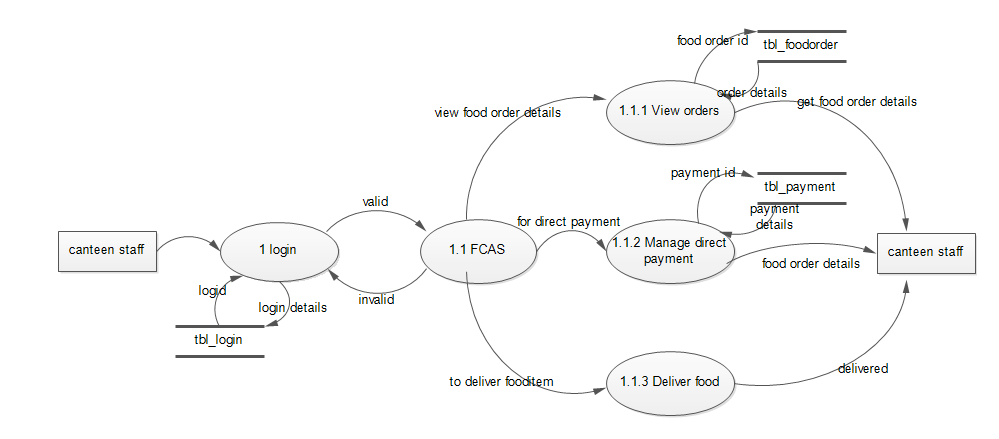 food order id
tbl_foodorder
order details
get food order details
view food order details
1.1.1 View orders
payment id
tbl_payment
payment
details
valid
for direct payment
canteen staff
1 login
1.1 FCAS
1.1.2 Manage direct
payment
food order details
canteen staff
invalid
logid
login details
tbl_login
to deliver fooditem
1.1.3 Deliver food
delivered